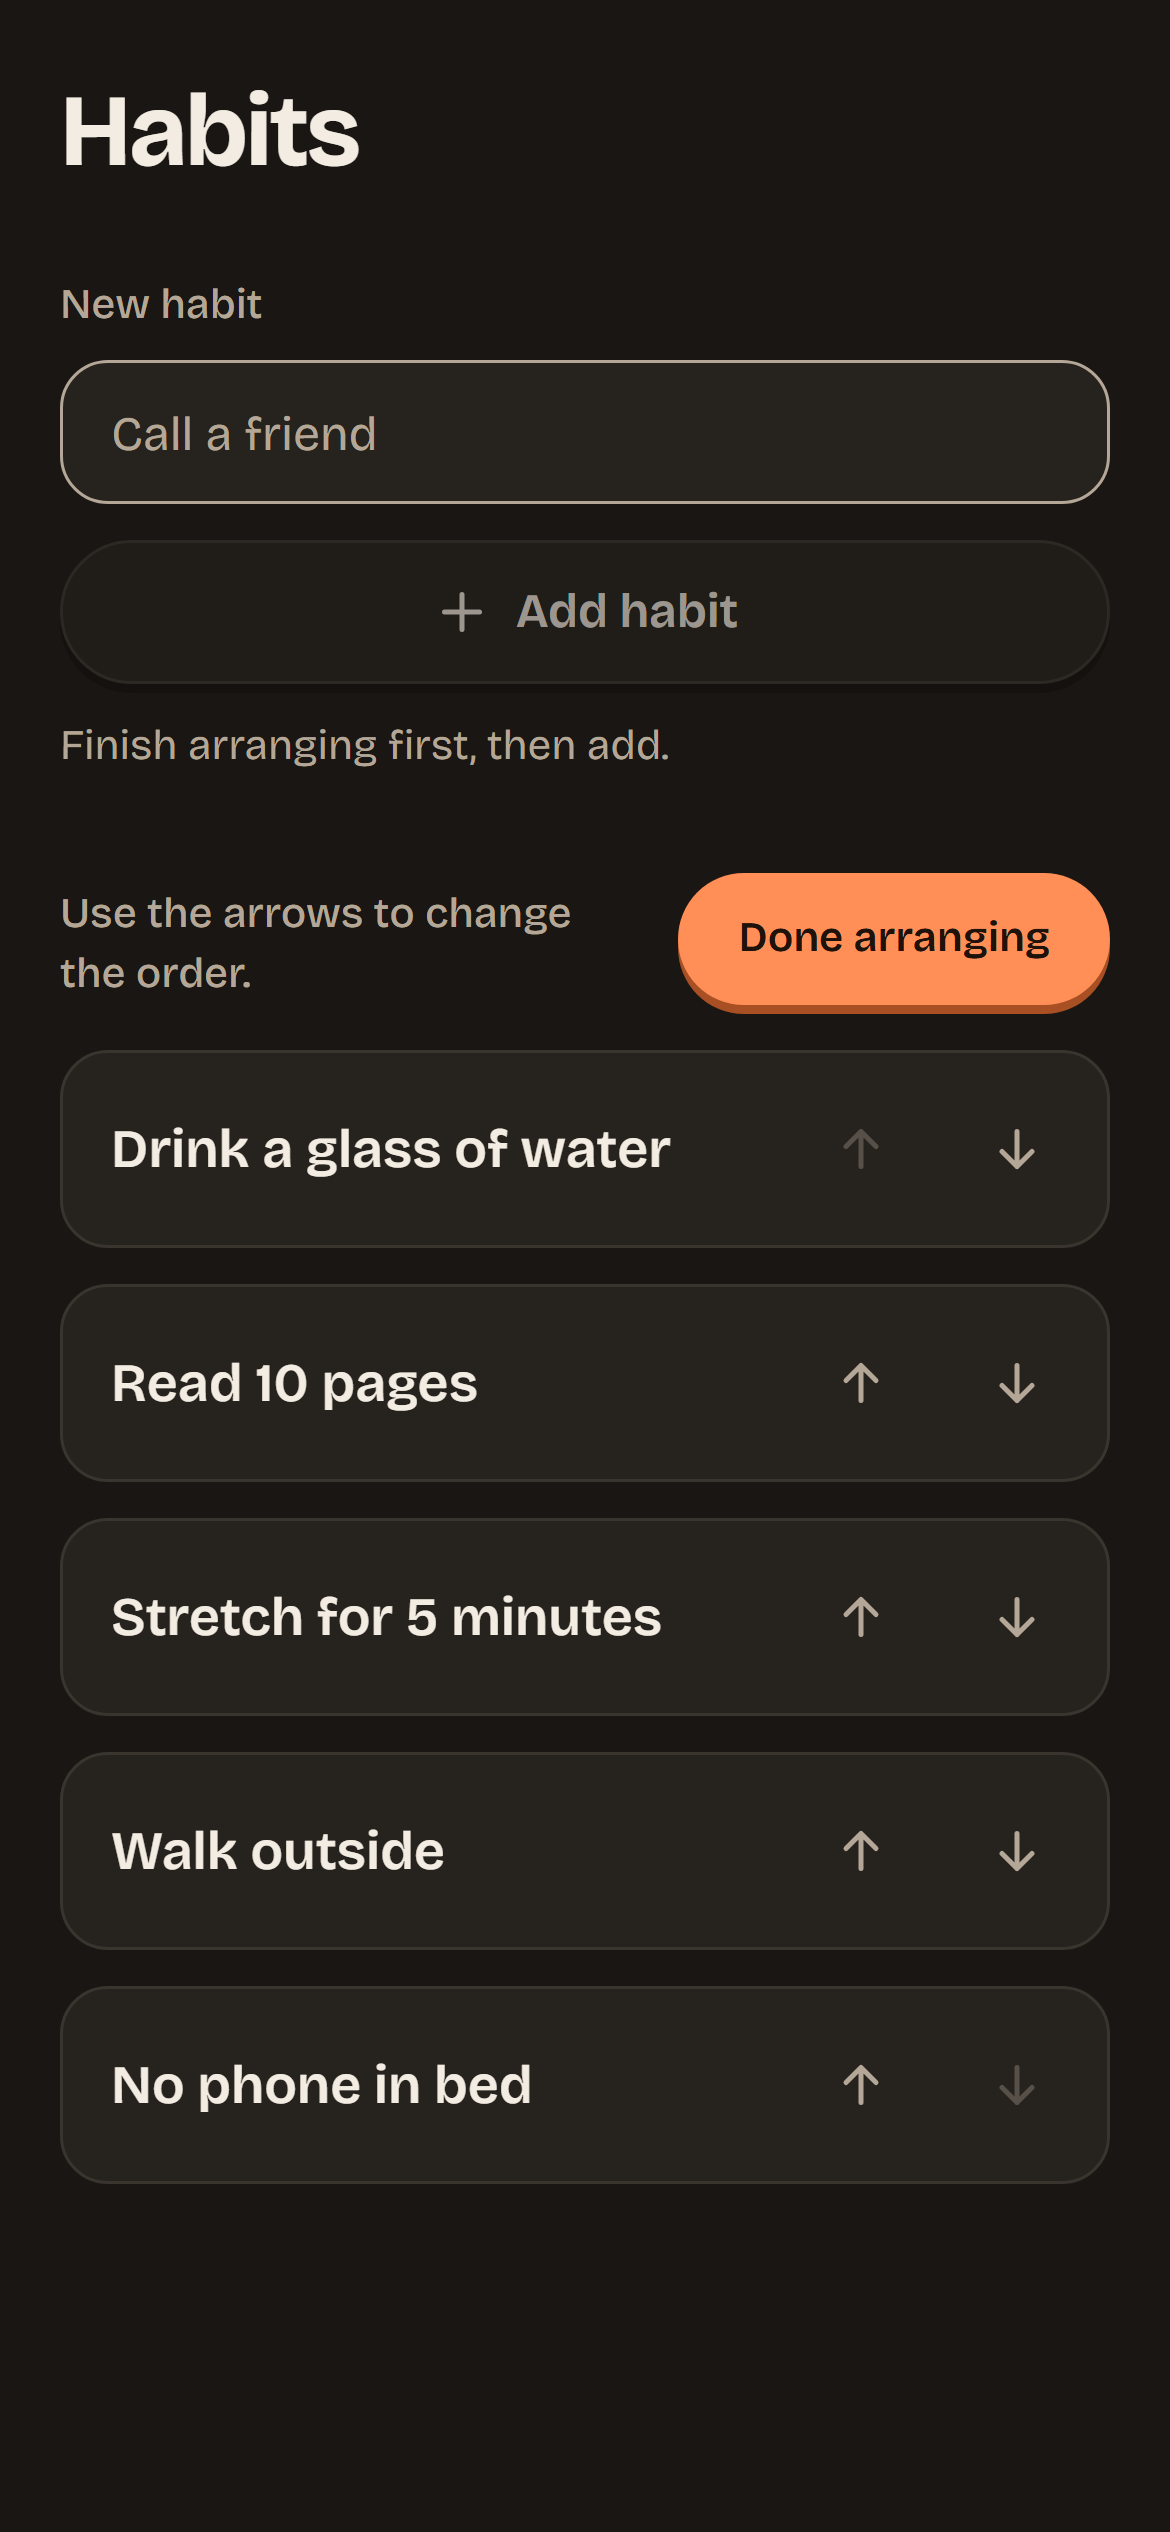 Habits
New habit
Call a friend
Add habit
Finish arranging first, then add.
Use the arrows to change
the order.
Done arranging
Drink a glass of water
Read 10 pages
Stretch for 5 minutes
Walk outside
No phone in bed